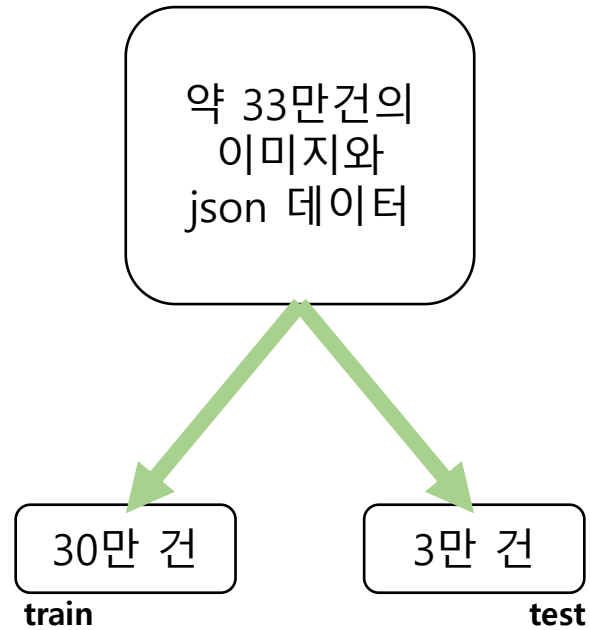 약 33만건의
이미지와
json 데이터
30만 건
3만 건
train
test